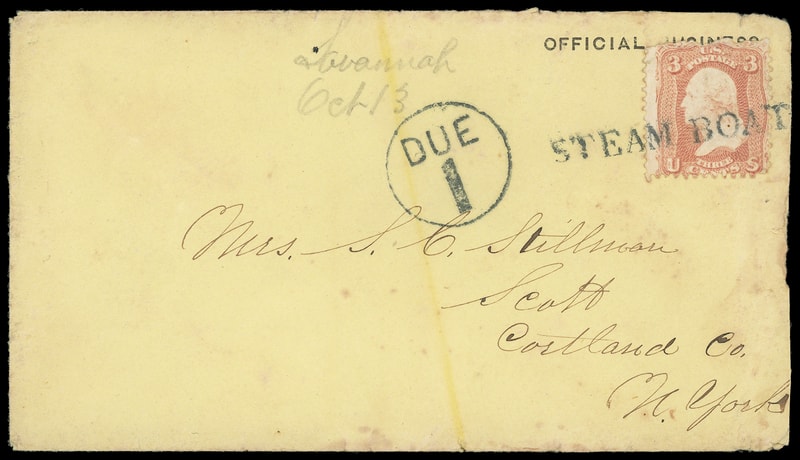 OFFICIAL BUSINESS
Savannah
Oct 13
3 U.S. 3
POSTAGE
STEAM BOAT
DUE
1
THREE
U CENTS S
Mrs. S. C. Stillman
Scott
Cortland Co.
N. York